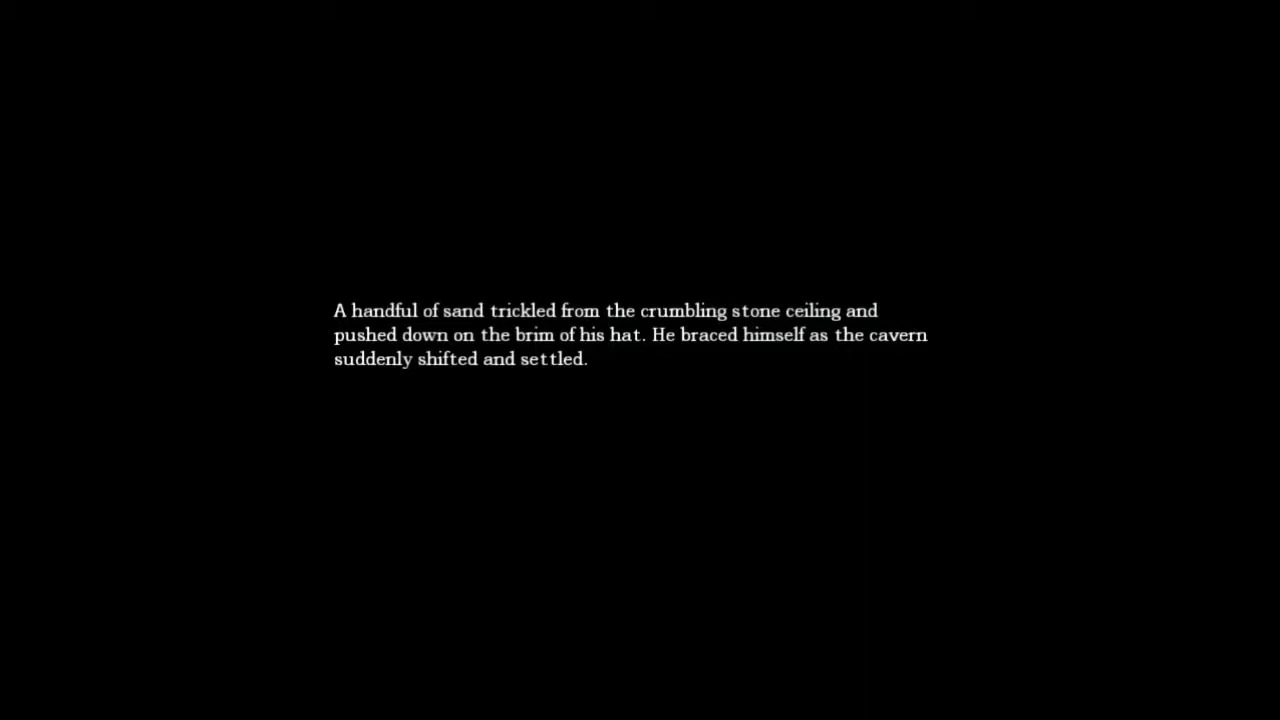 A handful of sand trickled from the crumbling stone ceiling and
pushed down on the brim of his hat. He braced himself as the cavern
suddenly shifted and settled.